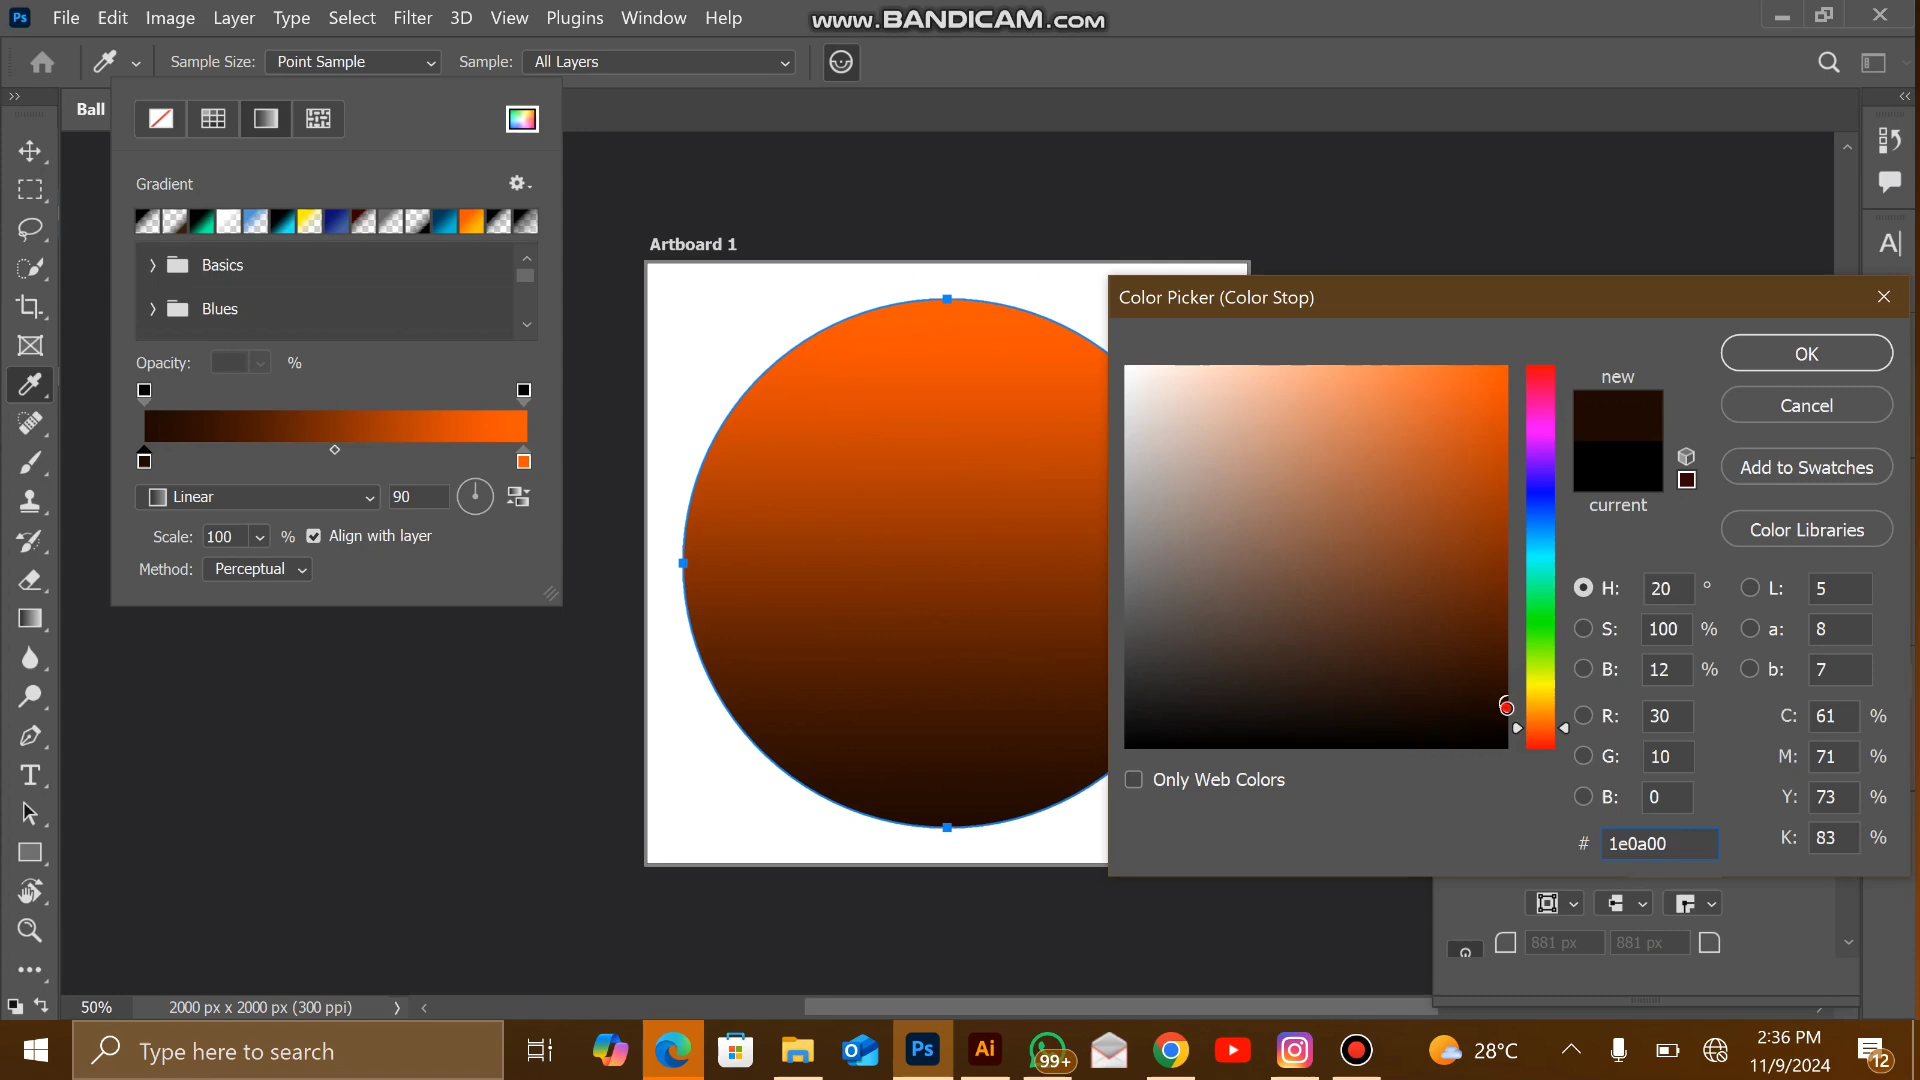 Ps File Edit Image Layer Type Select Filter 3D View Plugins Window Help
www.BANDICAM.com
Sample Size: Point Sample Sample: All Layers
Ball
Gradient
Basics
Blues
Opacity: %
Linear 90
Scale: 100 % Align with layer
Method: Perceptual
Artboard 1
Color Picker (Color Stop)
new
current
OK
Cancel
Add to Swatches
Color Libraries
H: 20 ° L: 5
S: 100 % a: 8
B: 12 % b: 7
R: 30 C: 61 %
G: 10 M: 71 %
B: 0 Y: 73 %
# 1e0a00 K: 83 %
Only Web Colors
881 px 881 px
50% 2000 px x 2000 px (300 ppi)
Type here to search
Ps
Ai
99+
28°C
2:36 PM
11/9/2024
12